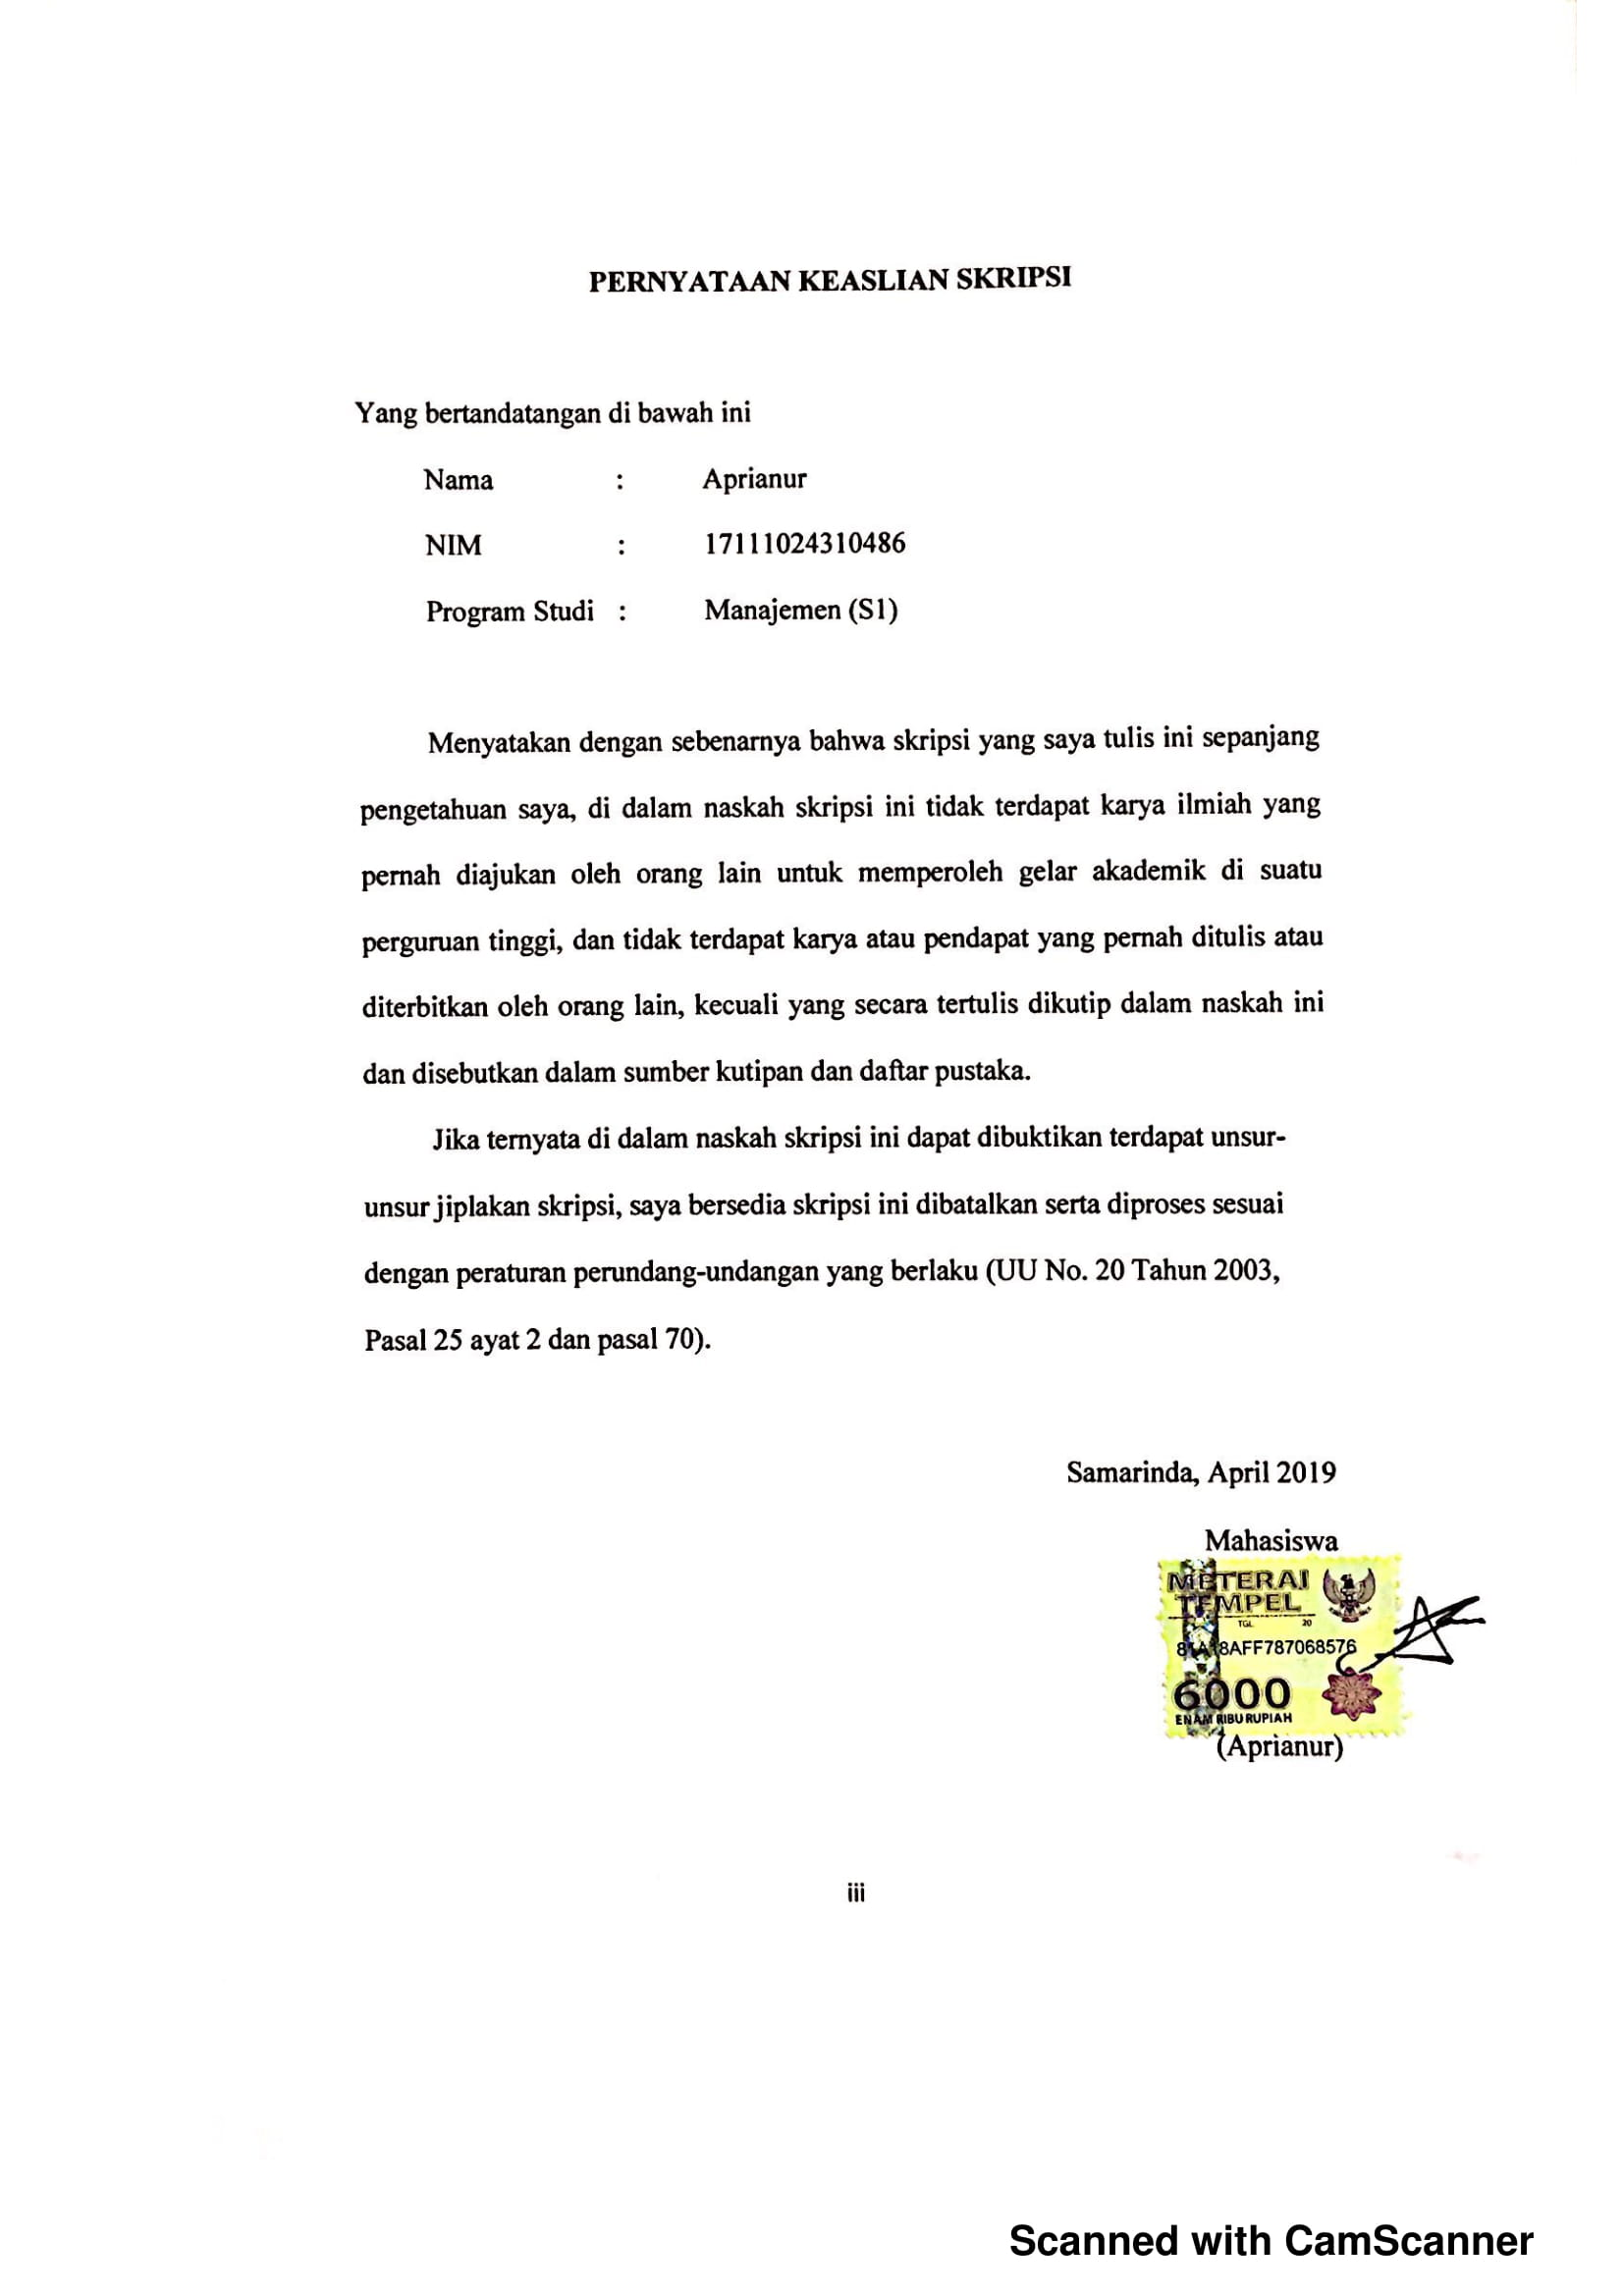 PERNYATAAN KEASLIAN SKRIPSI
Yang bertandatangan di bawah ini
Nama : Aprianur
NIM : 17111024310486
Program Studi : Manajemen (S1)
Menyatakan dengan sebenarnya bahwa skripsi yang saya tulis ini sepanjang
pengetahuan saya, di dalam naskah skripsi ini tidak terdapat karya ilmiah yang
pernah diajukan oleh orang lain untuk memperoleh gelar akademik di suatu
perguruan tinggi, dan tidak terdapat karya atau pendapat yang pernah ditulis atau
diterbitkan oleh orang lain, kecuali yang secara tertulis dikutip dalam naskah ini
dan disebutkan dalam sumber kutipan dan daftar pustaka.
Jika ternyata di dalam naskah skripsi ini dapat dibuktikan terdapat unsur-
unsur jiplakan skripsi, saya bersedia skripsi ini dibatalkan serta diproses sesuai
dengan peraturan perundang-undangan yang berlaku (UU No. 20 Tahun 2003,
Pasal 25 ayat 2 dan pasal 70).
Samarinda, April 2019
Mahasiswa
METERAI
TEMPEL
TGL 20
6000
ENAM RIBU RUPIAH
(Aprianur)
iii
Scanned with CamScanner